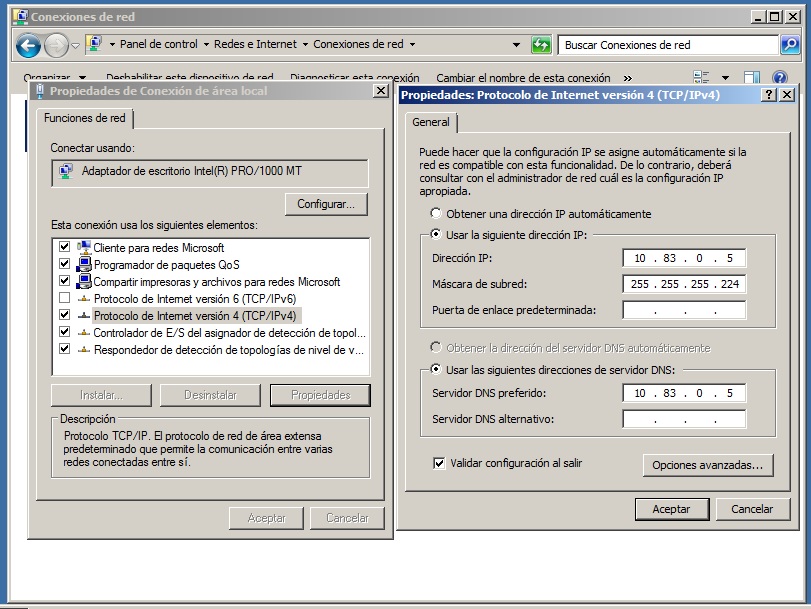 Conexiones de red
Panel de control
Redes e Internet
Conexiones de red
Buscar Conexiones de red
Organizar
Deshabilitar este dispositivo de red
Diagnosticar esta conexión
Cambiar el nombre de esta conexión
»
Propiedades de Conexión de área local
Funciones de red
Conectar usando:
Adaptador de escritorio Intel(R) PRO/1000 MT
Configurar...
Esta conexión usa los siguientes elementos:
Cliente para redes Microsoft
Programador de paquetes QoS
Compartir impresoras y archivos para redes Microsoft
Protocolo de Internet versión 6 (TCP/IPv6)
Protocolo de Internet versión 4 (TCP/IPv4)
Controlador de E/S del asignador de detección de topol...
Respondedor de detección de topologías de nivel de v...
Instalar...
Desinstalar
Propiedades
Descripción
Protocolo TCP/IP. El protocolo de red de área extensa
predeterminado que permite la comunicación entre varias
redes conectadas entre sí.
Aceptar
Cancelar
Propiedades: Protocolo de Internet versión 4 (TCP/IPv4)
General
Puede hacer que la configuración IP se asigne automáticamente si la
red es compatible con esta funcionalidad. De lo contrario, deberá
consultar con el administrador de red cuál es la configuración IP
apropiada.
Obtener una dirección IP automáticamente
Usar la siguiente dirección IP:
Dirección IP: 10 . 83 . 0 . 5
Máscara de subred: 255 . 255 . 255 . 224
Puerta de enlace predeterminada: . . .
Obtener la dirección del servidor DNS automáticamente
Usar las siguientes direcciones de servidor DNS:
Servidor DNS preferido: 10 . 83 . 0 . 5
Servidor DNS alternativo: . . .
Validar configuración al salir
Opciones avanzadas...
Aceptar
Cancelar